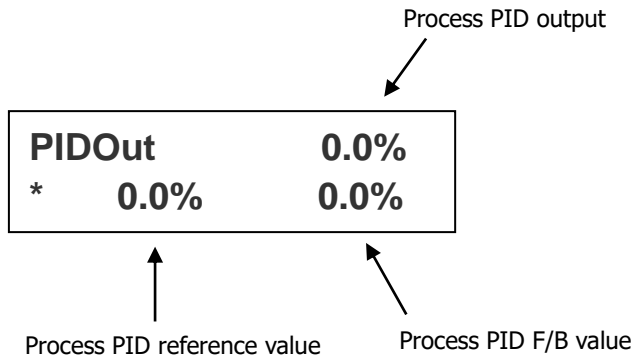 Process PID output
PIDOut 0.0%
* 0.0% 0.0%
Process PID reference value
Process PID F/B value